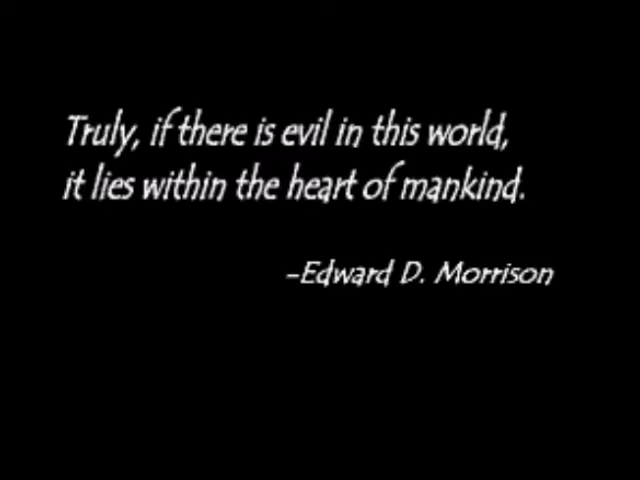 Truly, if there is evil in this world,
it lies within the heart of mankind.
-Edward D. Morrison